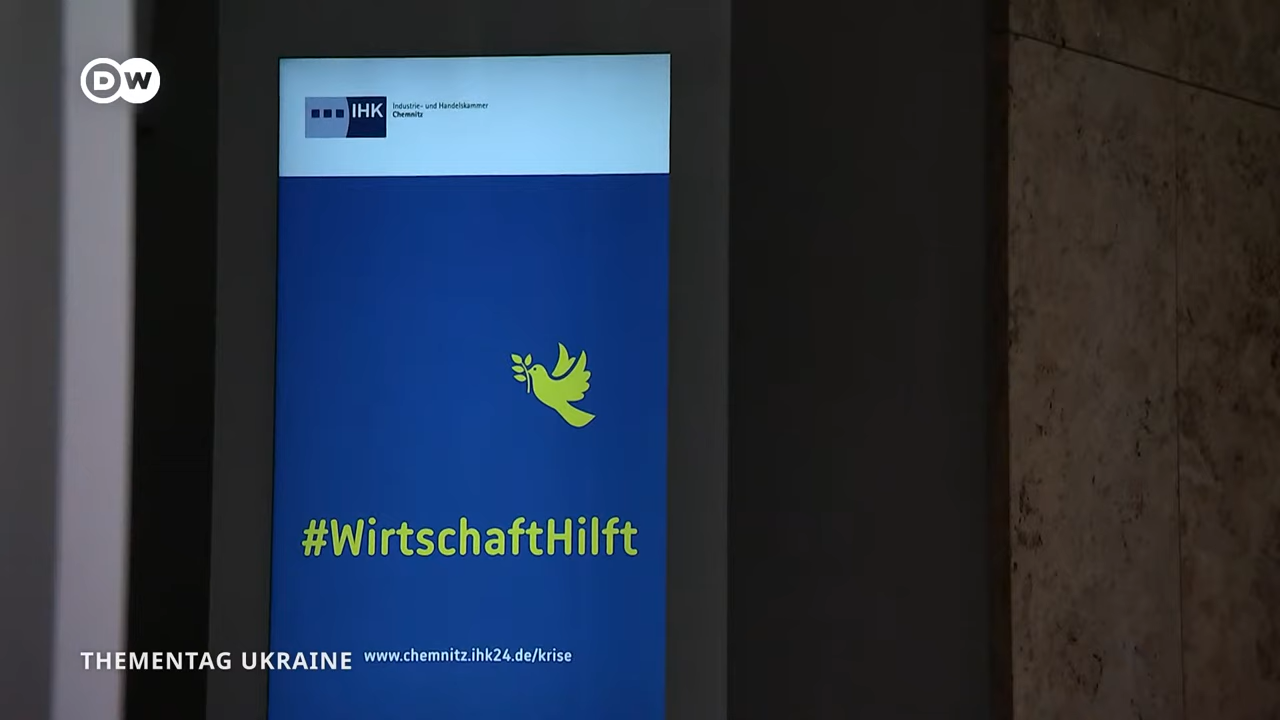 DW
IHK
Industrie- und Handelskammer
Chemnitz
#WirtschaftHilft
www.chemnitz.ihk24.de/krise
THEMENTAG UKRAINE